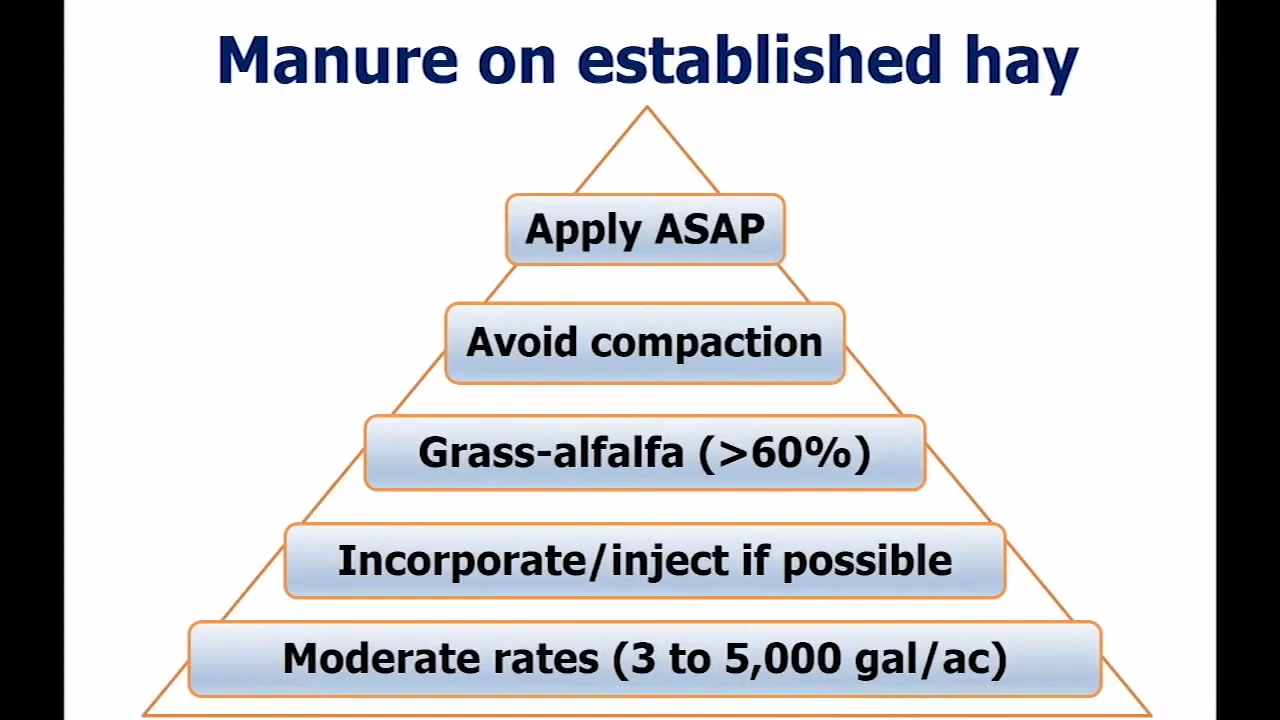 Manure on established hay
Apply ASAP
Avoid compaction
Grass-alfalfa (>60%)
Incorporate/inject if possible
Moderate rates (3 to 5,000 gal/ac)